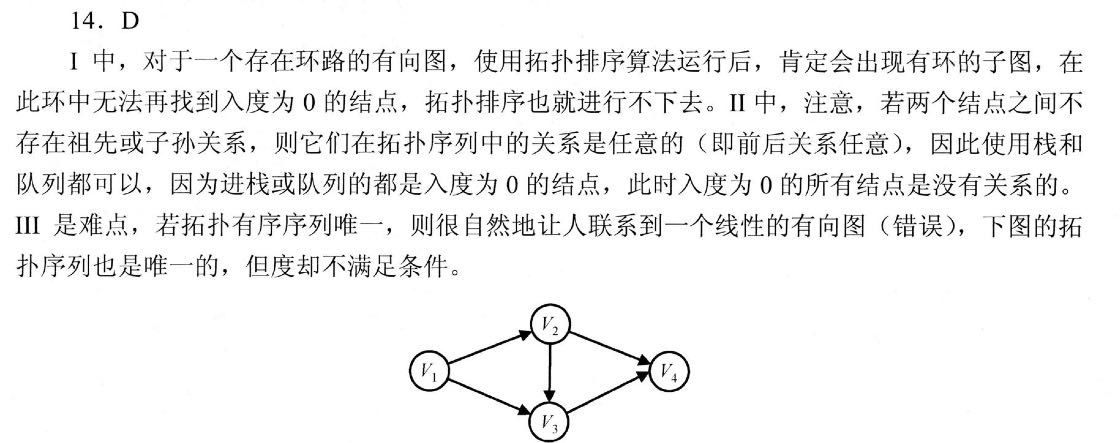 14．D
I 中，对于一个存在环路的有向图，使用拓扑排序算法运行后，肯定会出现有环的子图，在
此环中无法再找到入度为 0 的结点，拓扑排序也就进行不下去。II 中，注意，若两个结点之间不
存在祖先或子孙关系，则它们在拓扑序列中的关系是任意的（即前后关系任意），因此使用栈和
队列都可以，因为进栈或队列的都是入度为 0 的结点，此时入度为 0 的所有结点是没有关系的。
III 是难点，若拓扑有序序列唯一，则很自然地让人联系到一个线性的有向图（错误），下图的拓
扑序列也是唯一的，但度却不满足条件。
V2
V1
V4
V3